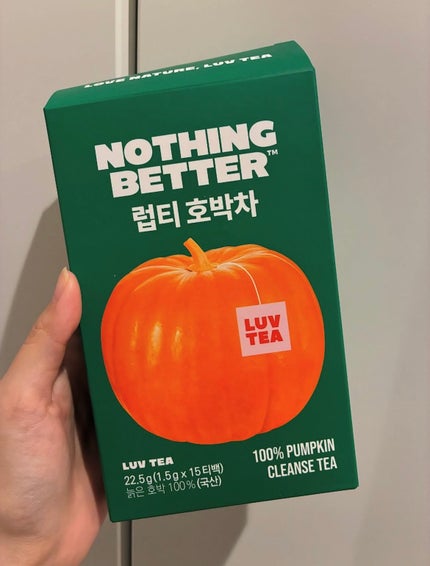 LOVE NATURE, LUV TEA
NOTHING
BETTER™
럽티 호박차
LUV
TEA
LUV TEA
22.5g(1.5g x 15티백)
늙은 호박 100%(국산)
100% PUMPKIN
CLEANSE TEA